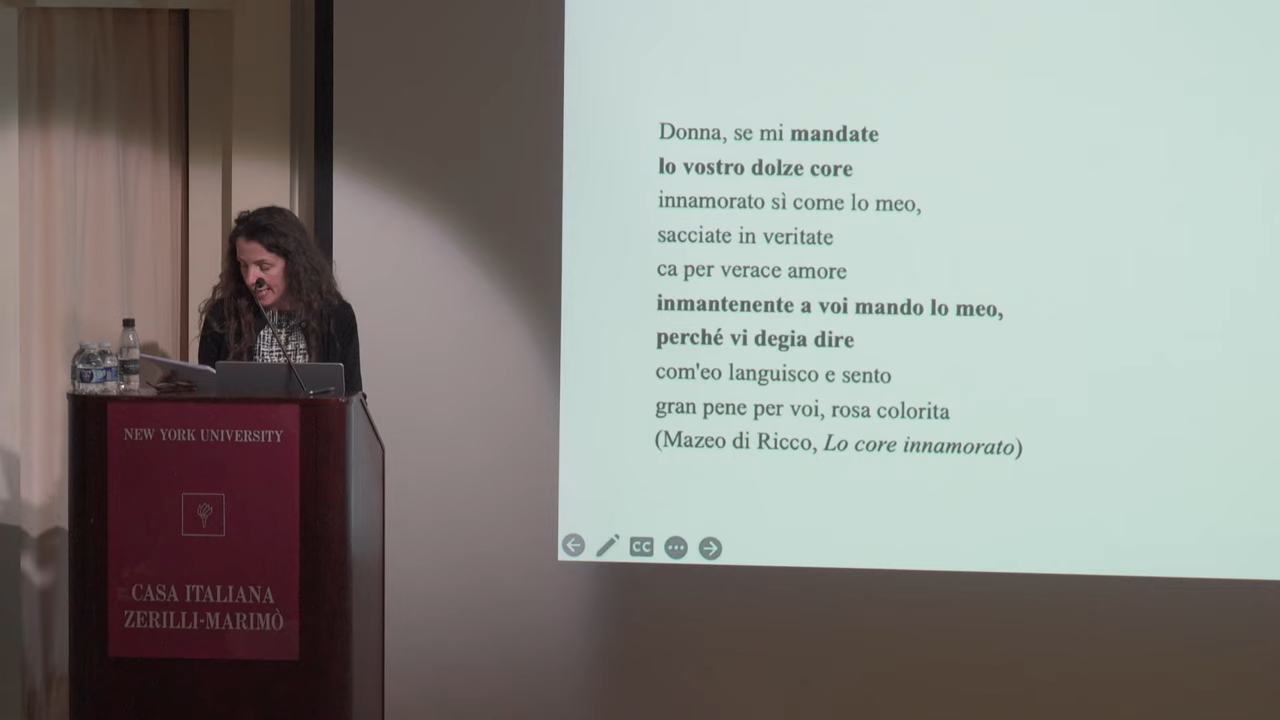 Donna, se mi mandate
lo vostro dolze core
innamorato sì come lo meo,
sacciate in veritate
ca per verace amore
inmantenente a voi mando lo meo,
perché vi degia dire
com'eo languisco e sento
gran pene per voi, rosa colorita
(Mazeo di Ricco, Lo core innamorato)
CC
NEW YORK UNIVERSITY
CASA ITALIANA
ZERILLI-MARIMÒ